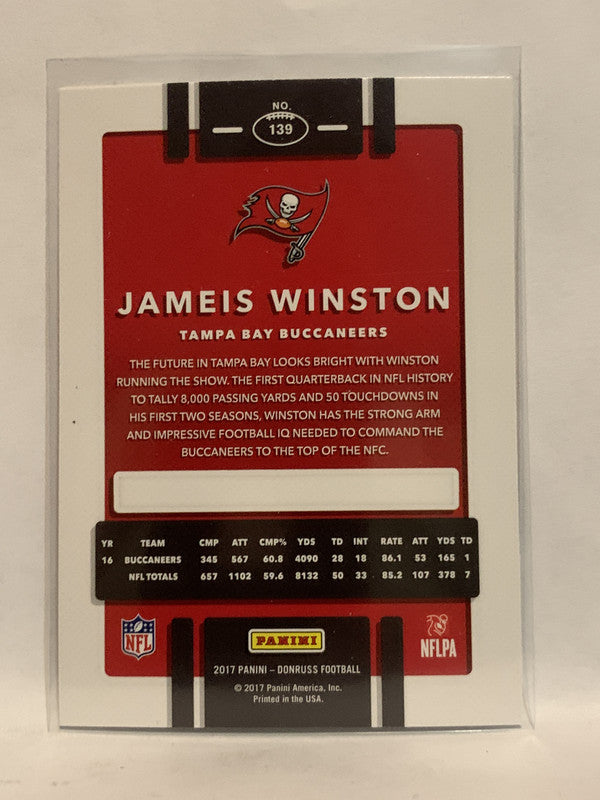 NO.
139
JAMEIS WINSTON
TAMPA BAY BUCCANEERS
THE FUTURE IN TAMPA BAY LOOKS BRIGHT WITH WINSTON
RUNNING THE SHOW. THE FIRST QUARTERBACK IN NFL HISTORY
TO TALLY 8,000 PASSING YARDS AND 50 TOUCHDOWNS IN
HIS FIRST TWO SEASONS, WINSTON HAS THE STRONG ARM
AND IMPRESSIVE FOOTBALL IQ NEEDED TO COMMAND THE
BUCCANEERS TO THE TOP OF THE NFC.
YR TEAM CMP ATT CMP% YDS TD INT RATE ATT YDS TD
16 BUCCANEERS 345 567 60.8 4090 28 18 86.1 53 165 1
NFL TOTALS 657 1102 59.6 8132 50 33 85.2 107 378 7
NFL
PANINI
NFLPA
2017 PANINI – DONRUSS FOOTBALL
© 2017 Panini America, Inc.
Printed in the USA.